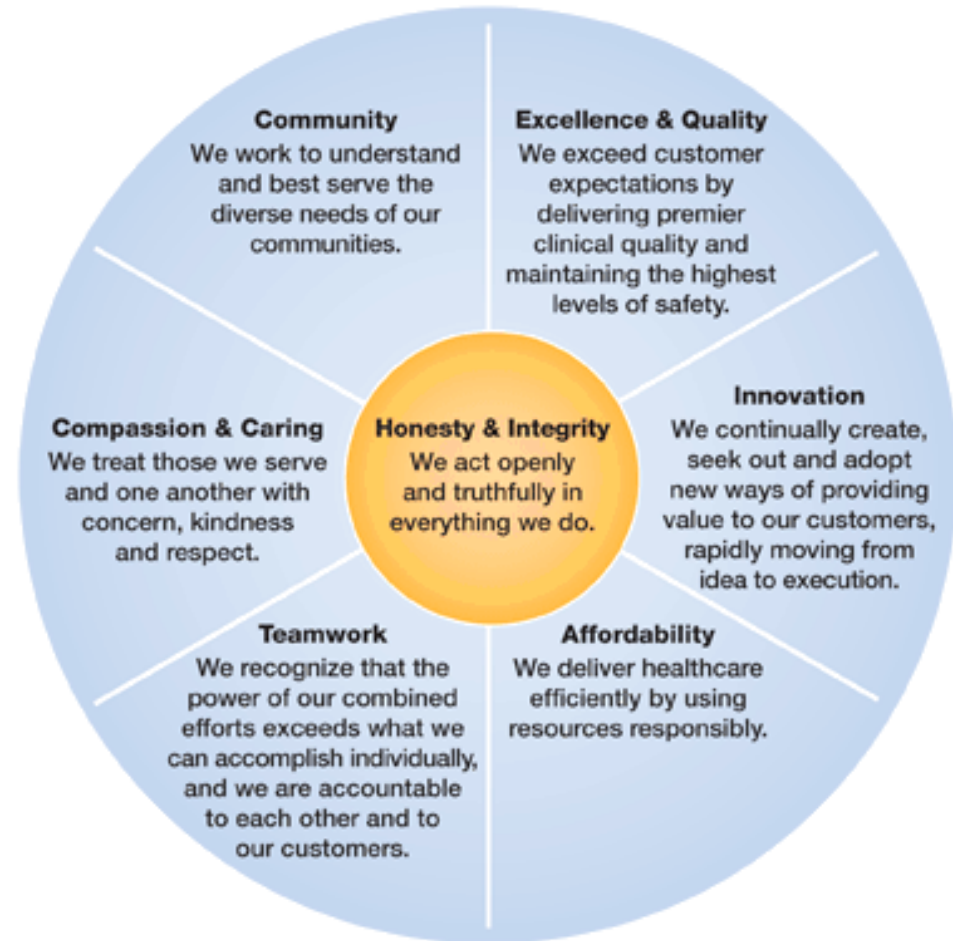 Community
We work to understand
and best serve the
diverse needs of our
communities.
Excellence & Quality
We exceed customer
expectations by
delivering premier
clinical quality and
maintaining the highest
levels of safety.
Compassion & Caring
We treat those we serve
and one another with
concern, kindness
and respect.
Honesty & Integrity
We act openly
and truthfully in
everything we do.
Innovation
We continually create,
seek out and adopt
new ways of providing
value to our customers,
rapidly moving from
idea to execution.
Teamwork
We recognize that the
power of our combined
efforts exceeds what we
can accomplish individually,
and we are accountable
to each other and to
our customers.
Affordability
We deliver healthcare
efficiently by using
resources responsibly.